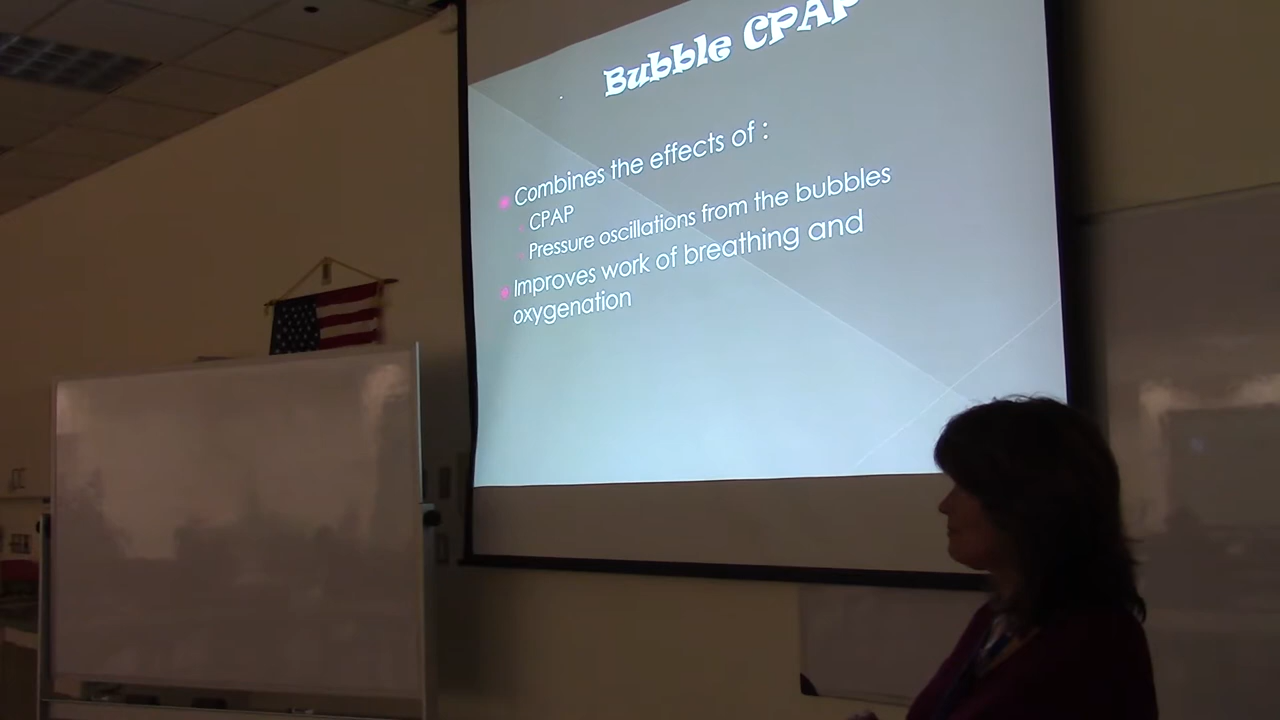 Bubble CPAP
Combines the effects of :
CPAP
Pressure oscillations from the bubbles
Improves work of breathing and
oxygenation